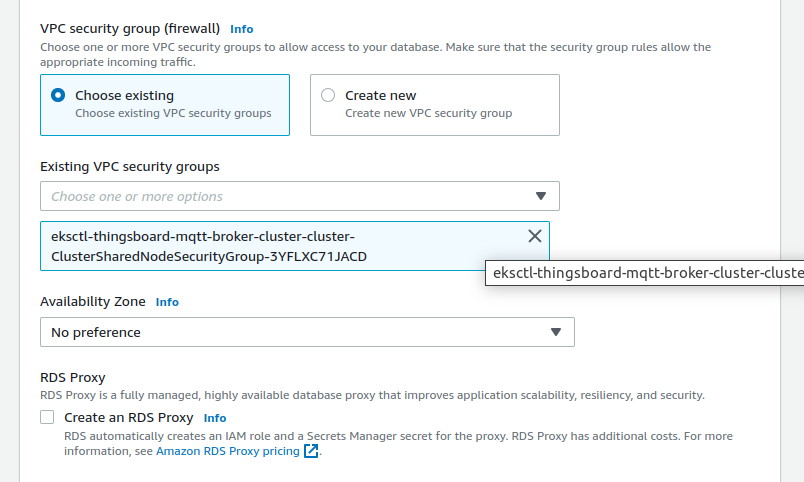 VPC security group (firewall) Info
Choose one or more VPC security groups to allow access to your database. Make sure that the security group rules allow the
appropriate incoming traffic.
Choose existing
Choose existing VPC security groups
Create new
Create new VPC security group
Existing VPC security groups
Choose one or more options
eksctl-thingsboard-mqtt-broker-cluster-cluster-
ClusterSharedNodeSecurityGroup-3YFLXC71JACD
eksctl-thingsboard-mqtt-broker-cluster-cluste
Availability Zone Info
No preference
RDS Proxy
RDS Proxy is a fully managed, highly available database proxy that improves application scalability, resiliency, and security.
Create an RDS Proxy Info
RDS automatically creates an IAM role and a Secrets Manager secret for the proxy. RDS Proxy has additional costs. For more
information, see Amazon RDS Proxy pricing.